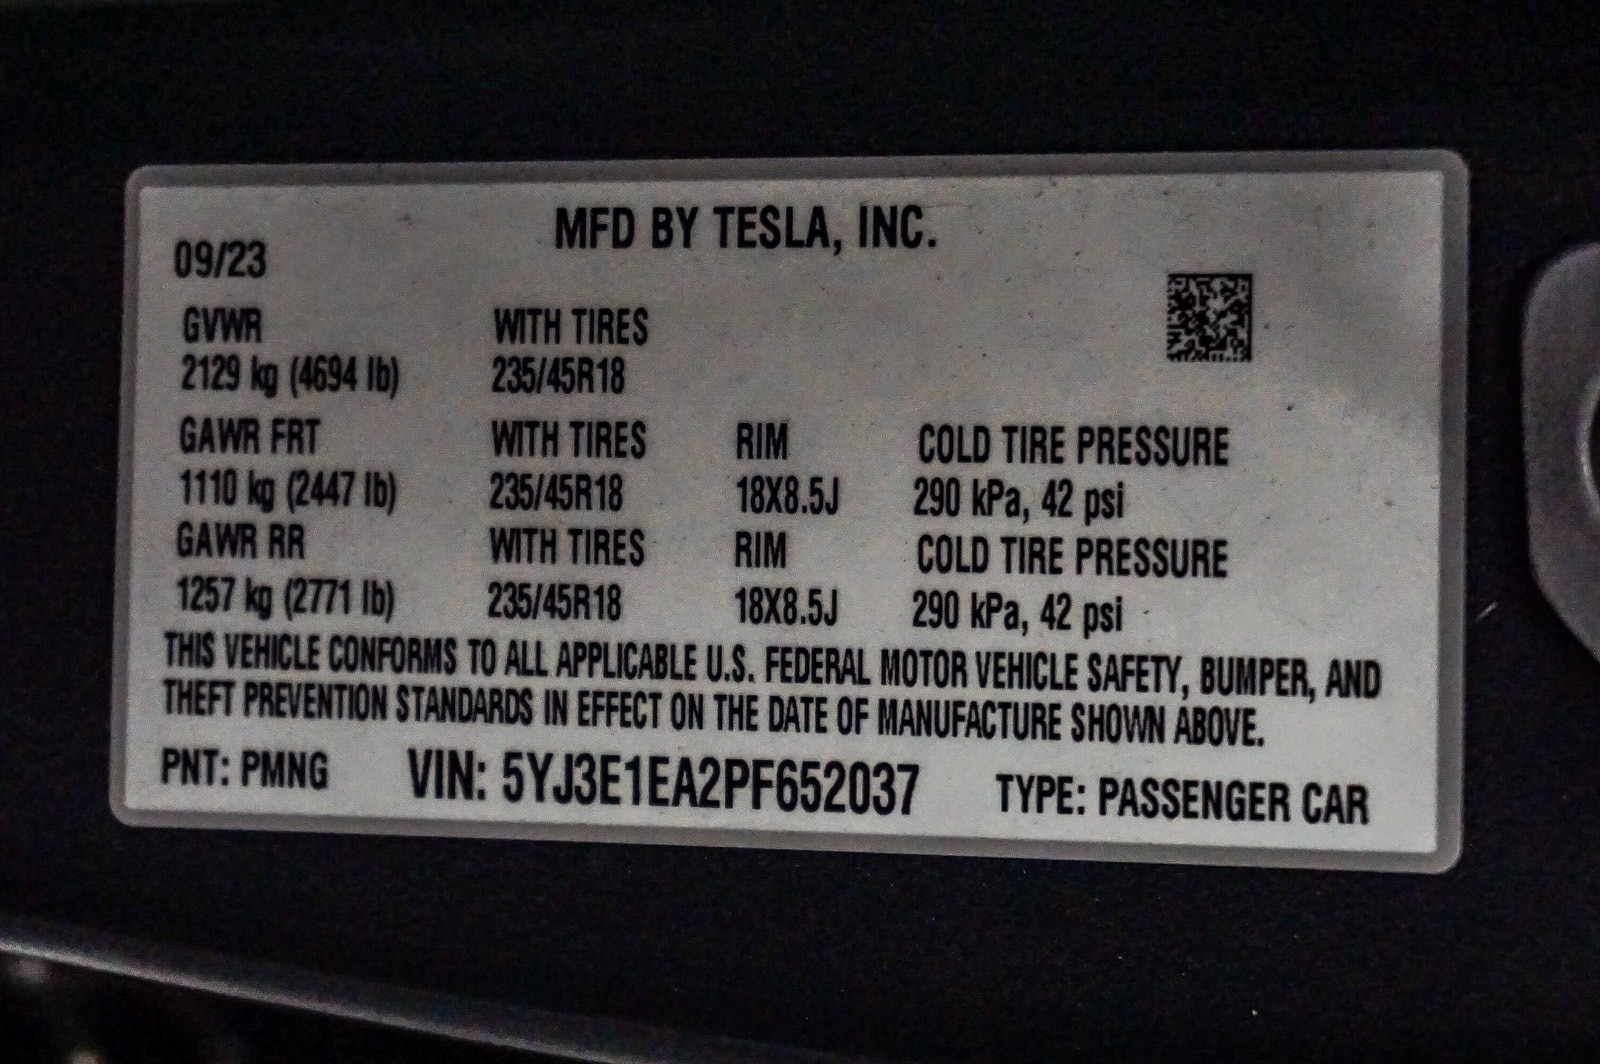 MFD BY TESLA, INC.
09/23
GVWR WITH TIRES
2129 kg (4694 lb) 235/45R18
GAWR FRT WITH TIRES RIM COLD TIRE PRESSURE
1110 kg (2447 lb) 235/45R18 18X8.5J 290 kPa, 42 psi
GAWR RR WITH TIRES RIM COLD TIRE PRESSURE
1257 kg (2771 lb) 235/45R18 18X8.5J 290 kPa, 42 psi
THIS VEHICLE CONFORMS TO ALL APPLICABLE U.S. FEDERAL MOTOR VEHICLE SAFETY, BUMPER, AND
THEFT PREVENTION STANDARDS IN EFFECT ON THE DATE OF MANUFACTURE SHOWN ABOVE.
PNT: PMNG VIN: 5YJ3E1EA2PF652037 TYPE: PASSENGER CAR